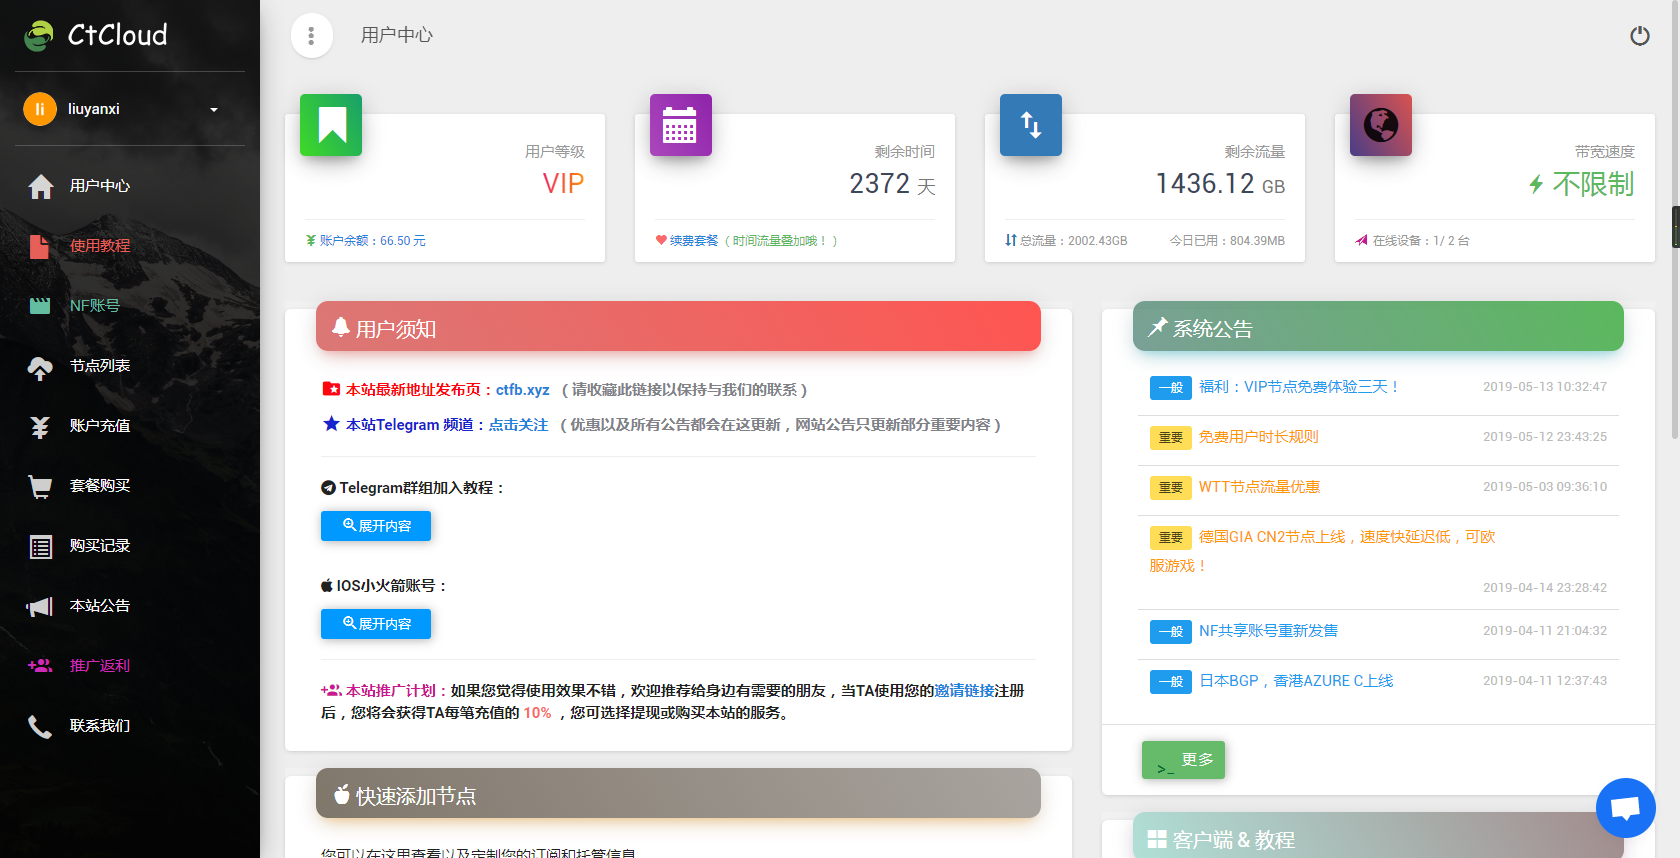 CtCloud
li liuyanxi
用户中心
使用教程
NF账号
节点列表
账户充值
套餐购买
购买记录
本站公告
推广返利
联系我们
用户中心
用户等级
VIP
账户余额：66.50 元
剩余时间
2372 天
续费套餐（时间流量叠加哦！）
剩余流量
1436.12 GB
总流量：2002.43GB 今日已用：804.39MB
带宽速度
不限制
在线设备：1/ 2 台
用户须知
本站最新地址发布页：ctfb.xyz （请收藏此链接以保持与我们的联系）
本站Telegram 频道：点击关注 （优惠以及所有公告都会在这更新，网站公告只更新部分重要内容）
Telegram群组加入教程：
展开内容
IOS小火箭账号：
展开内容
本站推广计划：如果您觉得使用效果不错，欢迎推荐给身边有需要的朋友，当TA使用您的邀请链接注册
后，您将会获得TA每笔充值的 10% ，您可选择提现或购买本站的服务。
快速添加节点
您可以在这里查看以及定制您的订阅和托管信息
系统公告
一般 福利：VIP节点免费体验三天！ 2019-05-13 10:32:47
重要 免费用户时长规则 2019-05-12 23:43:25
重要 WTT节点流量优惠 2019-05-03 09:36:10
重要 德国GIA CN2节点上线，速度快延迟低，可欧
服游戏！
2019-04-14 23:28:42
一般 NF共享账号重新发售 2019-04-11 21:04:32
一般 日本BGP，香港AZURE C上线 2019-04-11 12:37:43
>_ 更多
客户端 & 教程